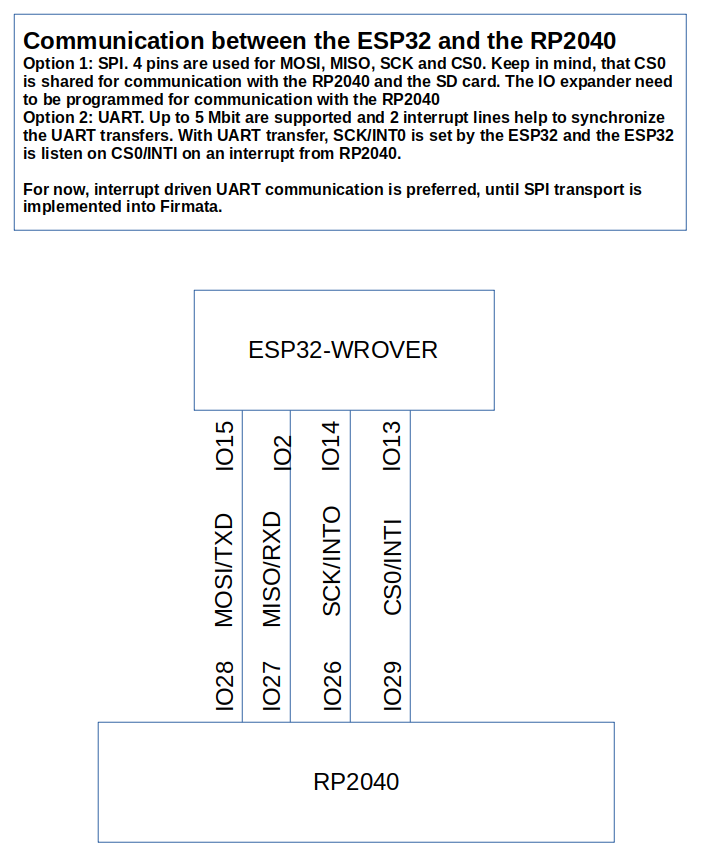 Communication between the ESP32 and the RP2040
Option 1: SPI. 4 pins are used for MOSI, MISO, SCK and CS0. Keep in mind, that CS0
is shared for communication with the RP2040 and the SD card. The IO expander need
to be programmed for communication with the RP2040
Option 2: UART. Up to 5 Mbit are supported and 2 interrupt lines help to synchronize
the UART transfers. With UART transfer, SCK/INT0 is set by the ESP32 and the ESP32
is listen on CS0/INTI on an interrupt from RP2040.
For now, interrupt driven UART communication is preferred, until SPI transport is
implemented into Firmata.
ESP32-WROVER
IO15
IO2
IO14
IO13
MOSI/TXD
MISO/RXD
SCK/INTO
CS0/INTI
IO28
IO27
IO26
IO29
RP2040